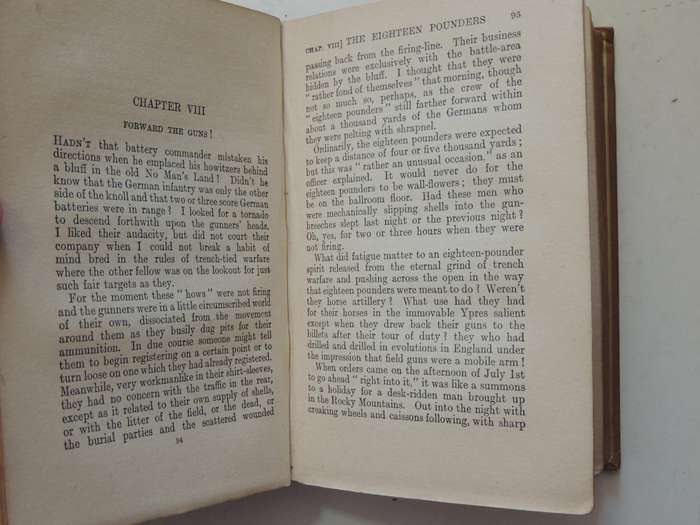 CHAPTER VIII
FORWARD THE GUNS!
HADN'T that battery commander mistaken his
directions when he emplaced his howitzers behind
a bluff in the old No Man's Land? Didn't he
know that the German infantry was only the other
side of the knoll and that two or three score German
batteries were in range? I looked for a tornado
to descend forthwith upon the gunners' heads.
I liked their audacity, but did not court their
company when I could not break a habit of
mind bred in the rules of trench-tied warfare
where the other fellow was on the lookout for just
such fair targets as they.
For the moment these "hows" were not firing
and the gunners were in a little circumscribed world
of their own, dissociated from the movement
around them as they busily dug pits for their
ammunition. In due course someone might tell
them to begin registering on a certain point or to
turn loose on one which they had already registered.
Meanwhile, very workmanlike in their shirt-sleeves,
they had no concern with the traffic in the rear,
except as it related to their own supply of shells,
or with the litter of the field, or the dead, or
the burial parties and the scattered wounded
94
CHAP. VIII] THE EIGHTEEN POUNDERS 95
passing back from the firing-line. Their business
relations were exclusively with the battle-area
hidden by the bluff. I thought that they were
"rather fond of themselves" that morning, though
not so much so, perhaps, as the crew of the
"eighteen pounders" still farther forward within
about a thousand yards of the Germans whom
they were pelting with shrapnel.
Ordinarily, the eighteen pounders were expected
to keep a distance of four or five thousand yards;
but this was "rather an unusual occasion," as an
officer explained. It would never do for the
eighteen pounders to be wall-flowers; they must
be on the ballroom floor. Had these men who
were mechanically slipping shells into the gun-
breeches slept last night or the previous night?
Oh, yes, for two or three hours when they were
not firing.
What did fatigue matter to an eighteen-pounder
spirit released from the eternal grind of trench
warfare and pushing across the open in the way
that eighteen pounders were meant to do? Weren't
they horse artillery? What use had they had
for their horses in the immovable Ypres salient
except when they drew back their guns to the
billets after their tour of duty? they who had
drilled and drilled in evolutions in England under
the impression that field guns were a mobile arm!
When orders came on the afternoon of July 1st
to go ahead "right into it," it was like a summons
to a holiday for a desk-ridden man brought up
in the Rocky Mountains. Out into the night with
croaking wheels and caissons following, with sharp